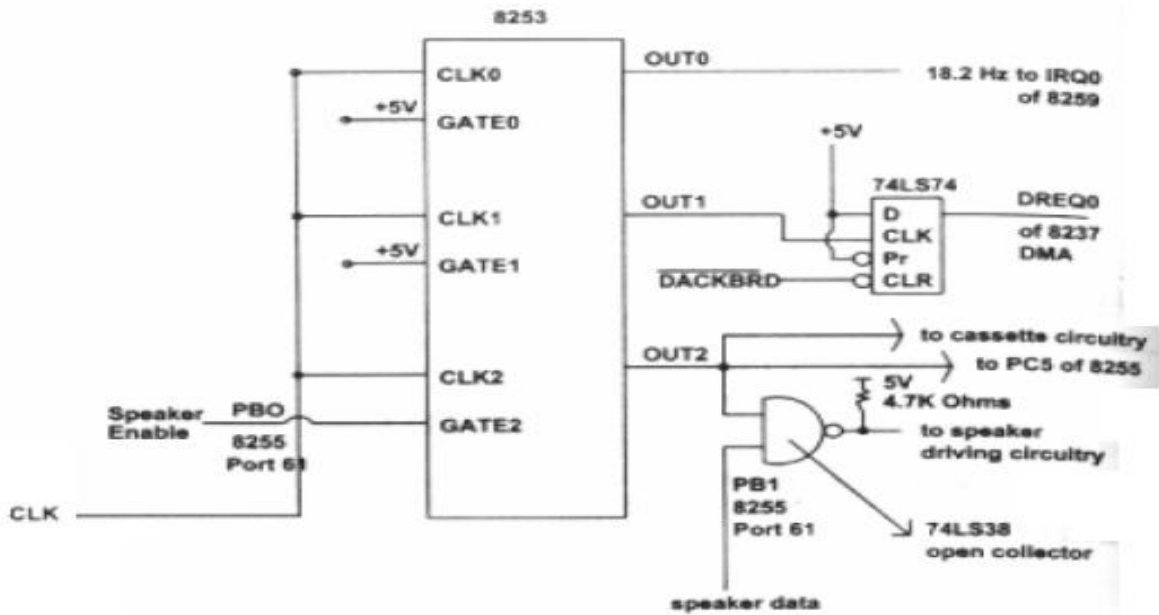 8253
CLK0
+5V
GATE0
CLK1
+5V
GATE1
CLK2
GATE2
Speaker
Enable
PBO
8255
Port 61
CLK
OUT0
18.2 Hz to IRQ0
of 8259
+5V
74LS74
OUT1
D
CLK
Pr
CLR
DREQ0
of 8237
DMA
DACKBRD
OUT2
to cassette circuitry
to PC5 of 8255
5V
4.7K Ohms
to speaker
driving circuitry
PB1
8255
Port 61
74LS38
open collector
speaker data